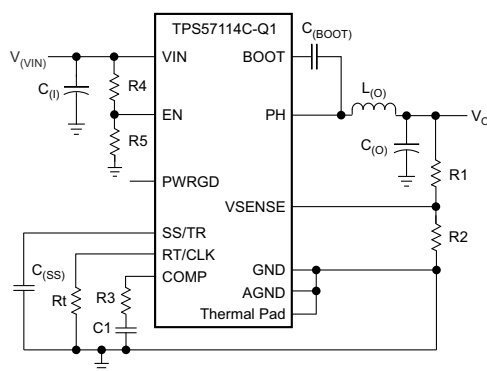 TPS57114C-Q1
C(BOOT)
V(VIN)
VIN
BOOT
R4
C(I)
L(O)
EN
PH
VO
C(O)
R5
R1
PWRGD
VSENSE
R2
SS/TR
RT/CLK
C(SS)
COMP
GND
Rt
R3
AGND
C1
Thermal Pad